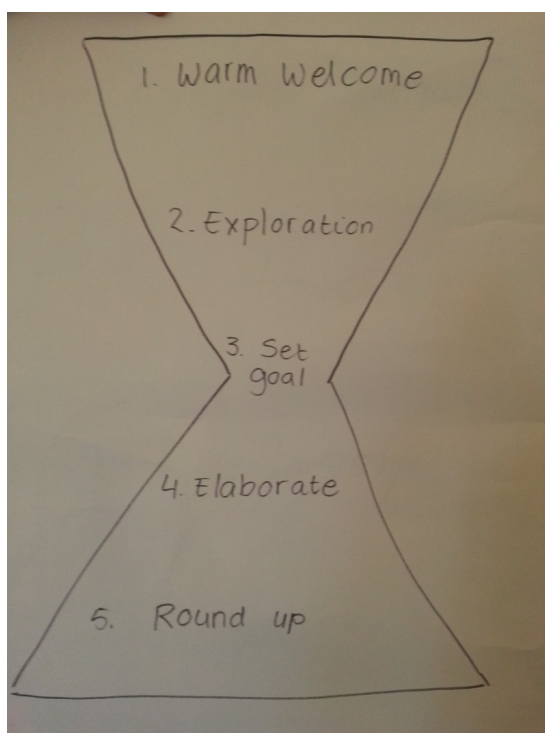 1. Warm Welcome
2. Exploration
3. Set
goal
4. Elaborate
5. Round up